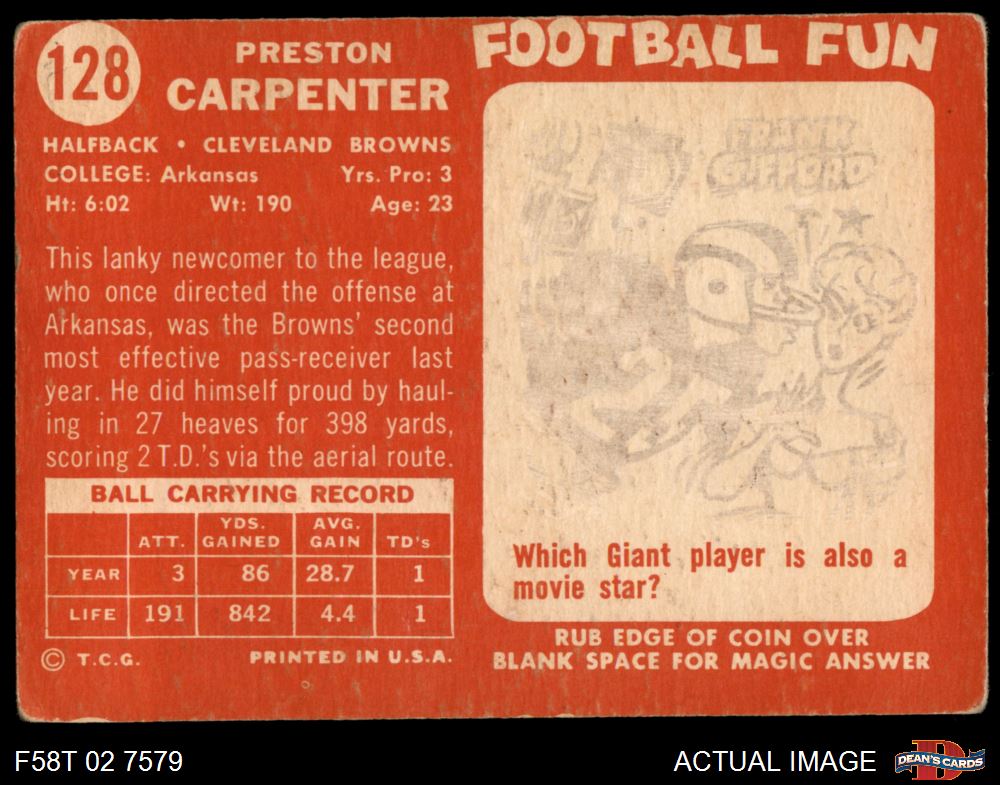 128
PRESTON
CARPENTER
HALFBACK • CLEVELAND BROWNS
COLLEGE: Arkansas Yrs. Pro: 3
Ht: 6:02 Wt: 190 Age: 23
This lanky newcomer to the league,
who once directed the offense at
Arkansas, was the Browns' second
most effective pass-receiver last
year. He did himself proud by haul-
ing in 27 heaves for 398 yards,
scoring 2 T.D.'s via the aerial route.
BALL CARRYING RECORD
ATT. YDS. GAINED AVG. GAIN TD's
YEAR 3 86 28.7 1
LIFE 191 842 4.4 1
© T.C.G. PRINTED IN U.S.A.
FOOTBALL FUN
FRANK
GIFFORD
Which Giant player is also a
movie star?
RUB EDGE OF COIN OVER
BLANK SPACE FOR MAGIC ANSWER
F58T 02 7579
ACTUAL IMAGE
DEAN'S CARDS